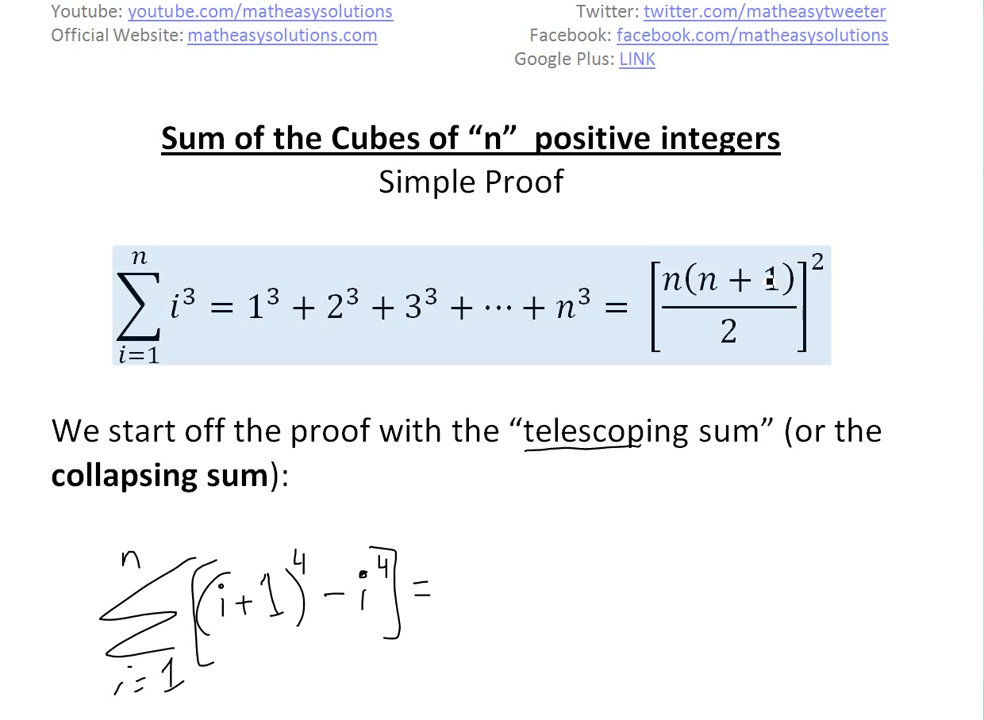 Youtube: youtube.com/matheasysolutions Twitter: twitter.com/matheasytweeter
Official Website: matheasysolutions.com Facebook: facebook.com/matheasysolutions
Google Plus: LINK
Sum of the Cubes of “n” positive integers
Simple Proof
∑_{i=1}^{n} i³ = 1³ + 2³ + 3³ + ⋯ + n³ = [n(n + 1)/2]²
We start off the proof with the “telescoping sum” (or the
collapsing sum):
∑_{i=1}^{n} [(i+1)⁴ − i⁴] =